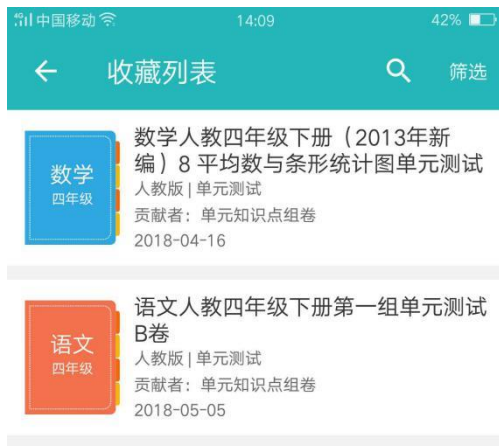 中国移动 14:09 42%
收藏列表 筛选
数学
四年级
数学人教四年级下册（2013年新
编）8 平均数与条形统计图单元测试
人教版 | 单元测试
贡献者：单元知识点组卷
2018-04-16
语文
四年级
语文人教四年级下册第一组单元测试
B卷
人教版 | 单元测试
贡献者：单元知识点组卷
2018-05-05